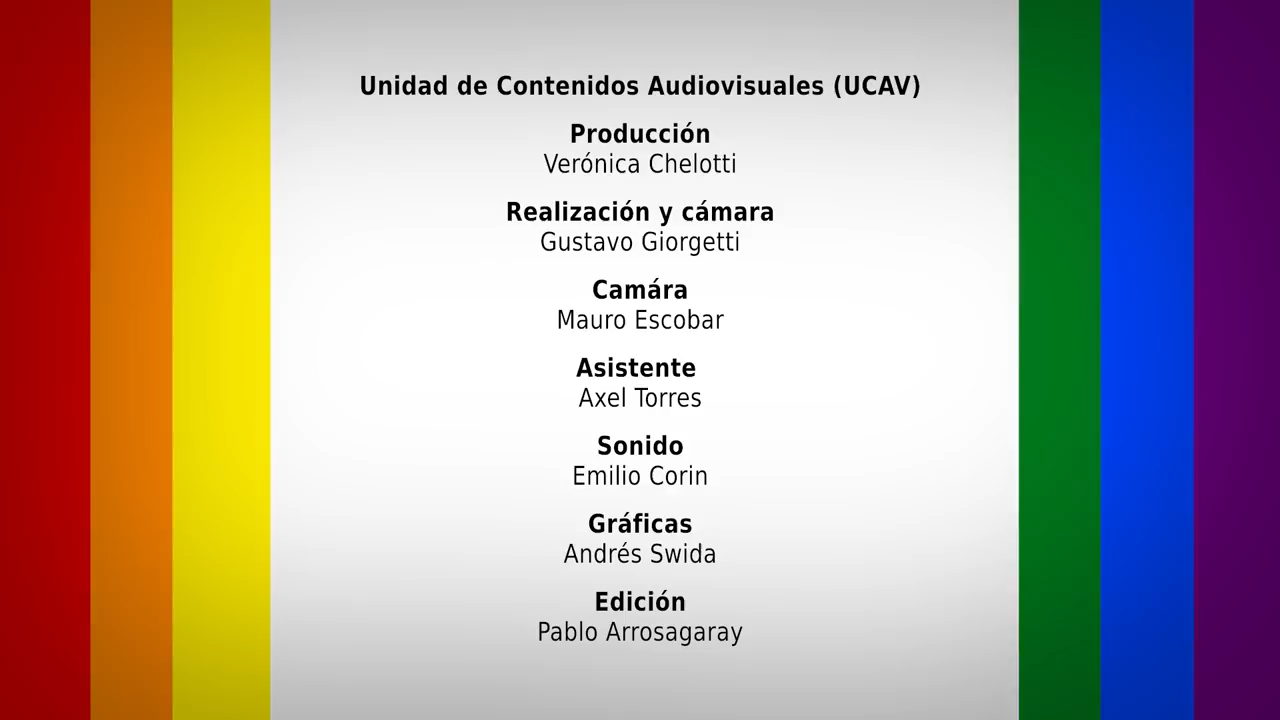 Unidad de Contenidos Audiovisuales (UCAV)
Producción
Verónica Chelotti
Realización y cámara
Gustavo Giorgetti
Camára
Mauro Escobar
Asistente
Axel Torres
Sonido
Emilio Corin
Gráficas
Andrés Swida
Edición
Pablo Arrosagaray